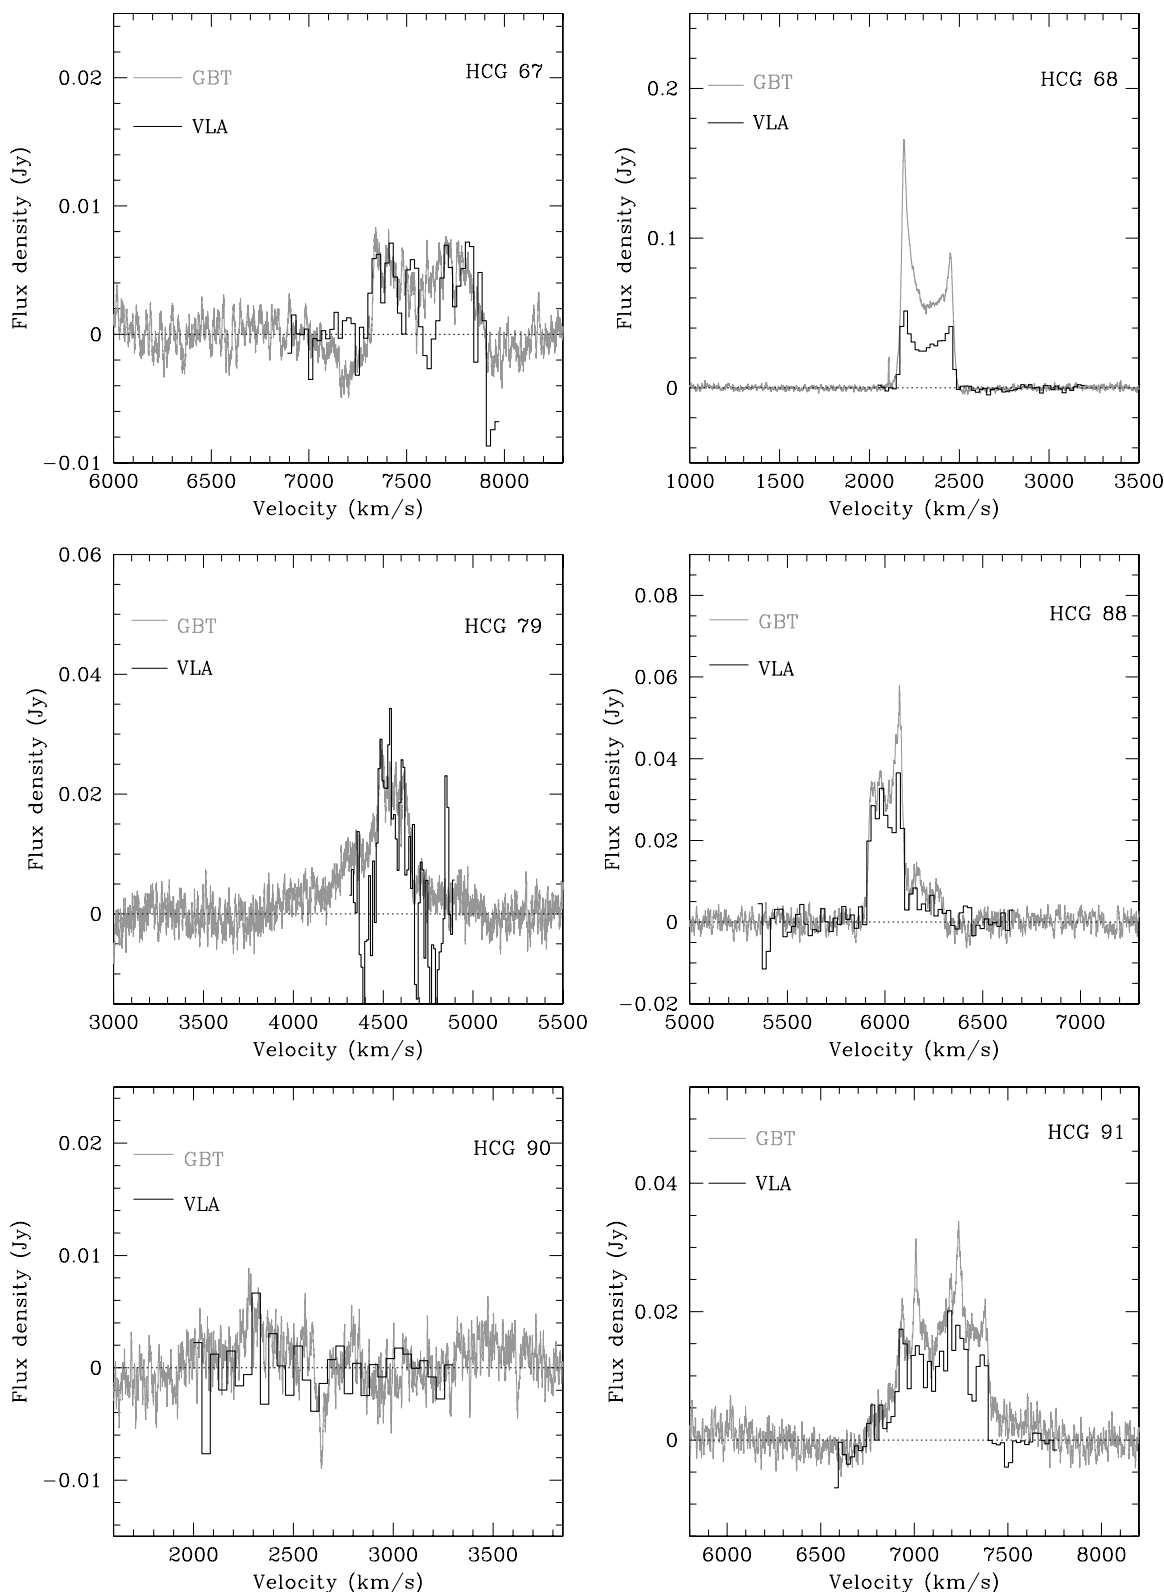 0.02
0.01
0
−0.01
Flux density (Jy)
GBT
VLA
HCG 67
6000 6500 7000 7500 8000
Velocity (km/s)
0.2
0.1
0
Flux density (Jy)
GBT
VLA
HCG 68
1000 1500 2000 2500 3000 3500
Velocity (km/s)
0.06
0.04
0.02
0
Flux density (Jy)
GBT
VLA
HCG 79
3000 3500 4000 4500 5000 5500
Velocity (km/s)
0.08
0.06
0.04
0.02
0
−0.02
Flux density (Jy)
GBT
VLA
HCG 88
5000 5500 6000 6500 7000
Velocity (km/s)
0.02
0.01
0
−0.01
Flux density (Jy)
GBT
VLA
HCG 90
2000 2500 3000 3500
Velocity (km/s)
0.04
0.02
0
Flux density (Jy)
GBT
VLA
HCG 91
6000 6500 7000 7500 8000
Velocity (km/s)